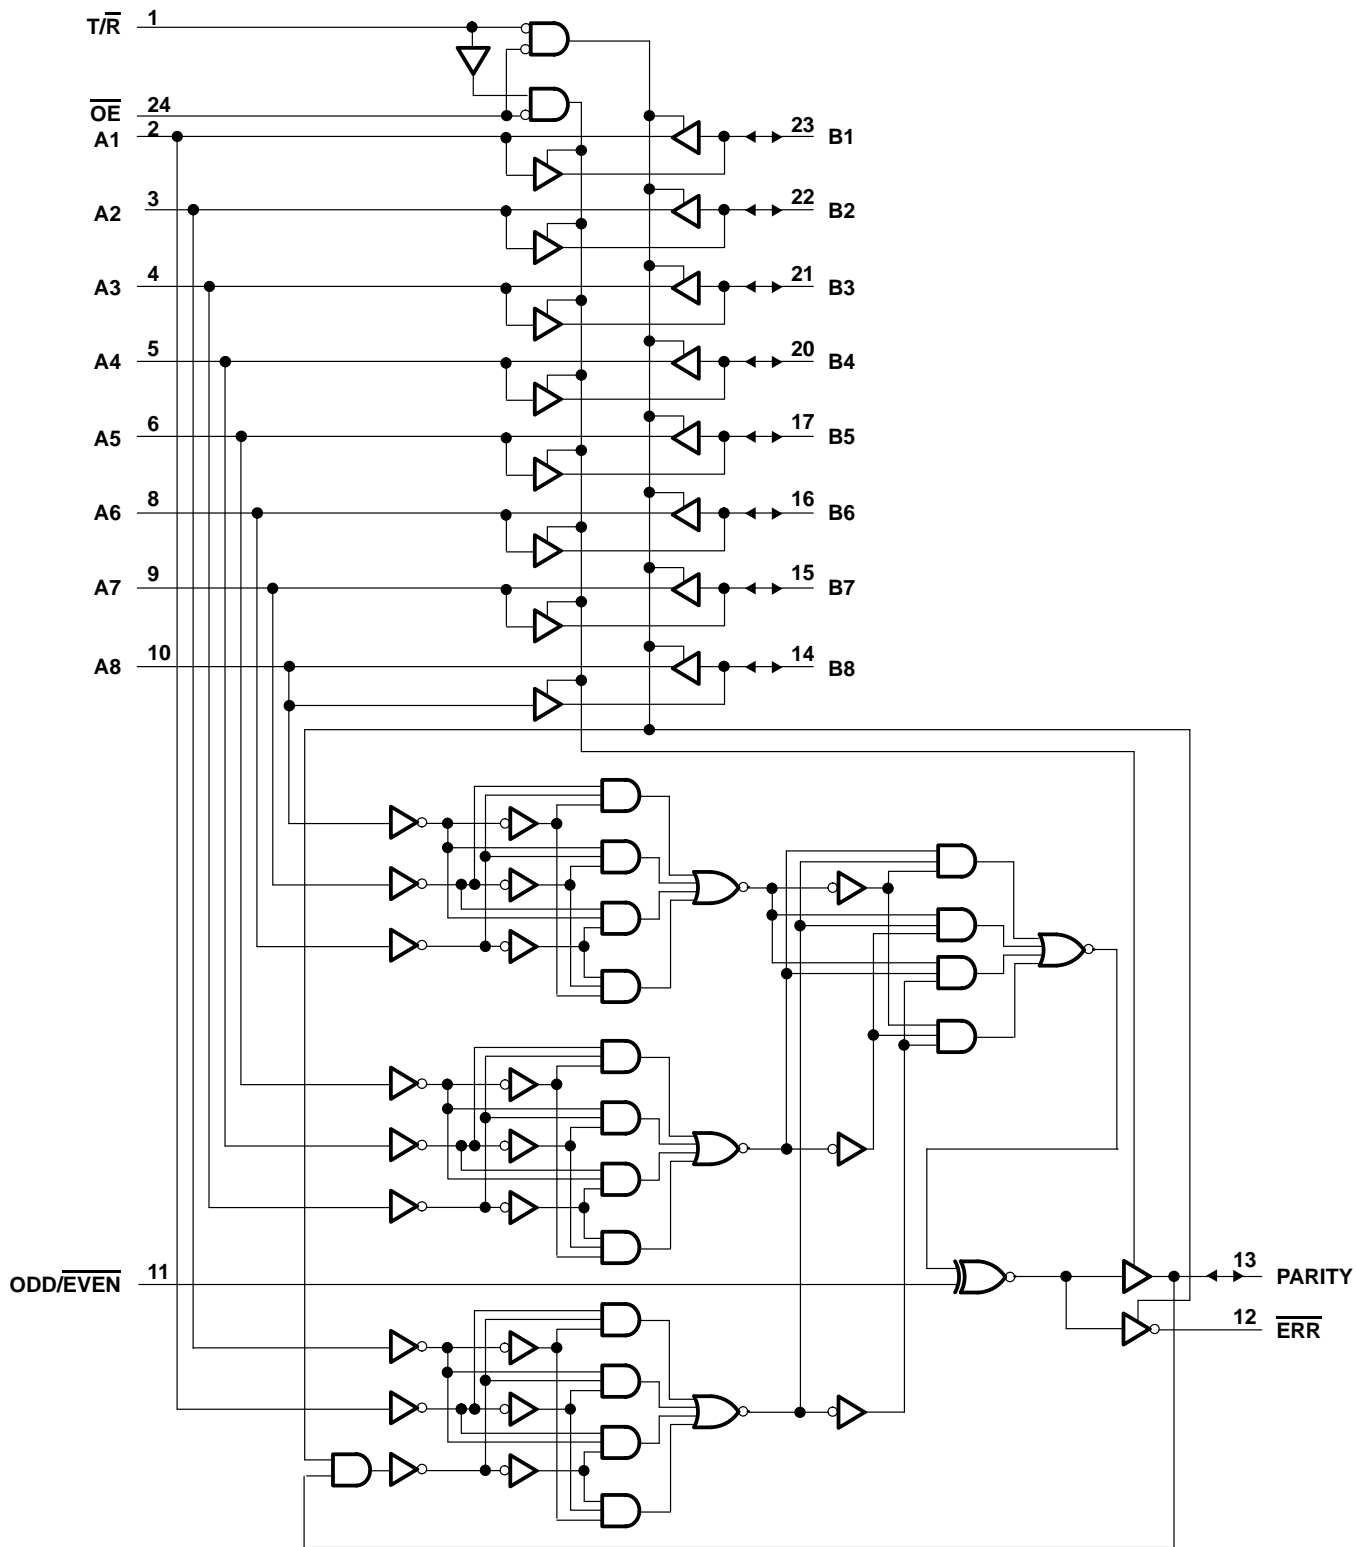 T/R 1
OE 24
A1 2 23 B1
A2 3 22 B2
A3 4 21 B3
A4 5 20 B4
A5 6 17 B5
A6 8 16 B6
A7 9 15 B7
A8 10 14 B8
ODD/EVEN 11 13 PARITY
12 ERR